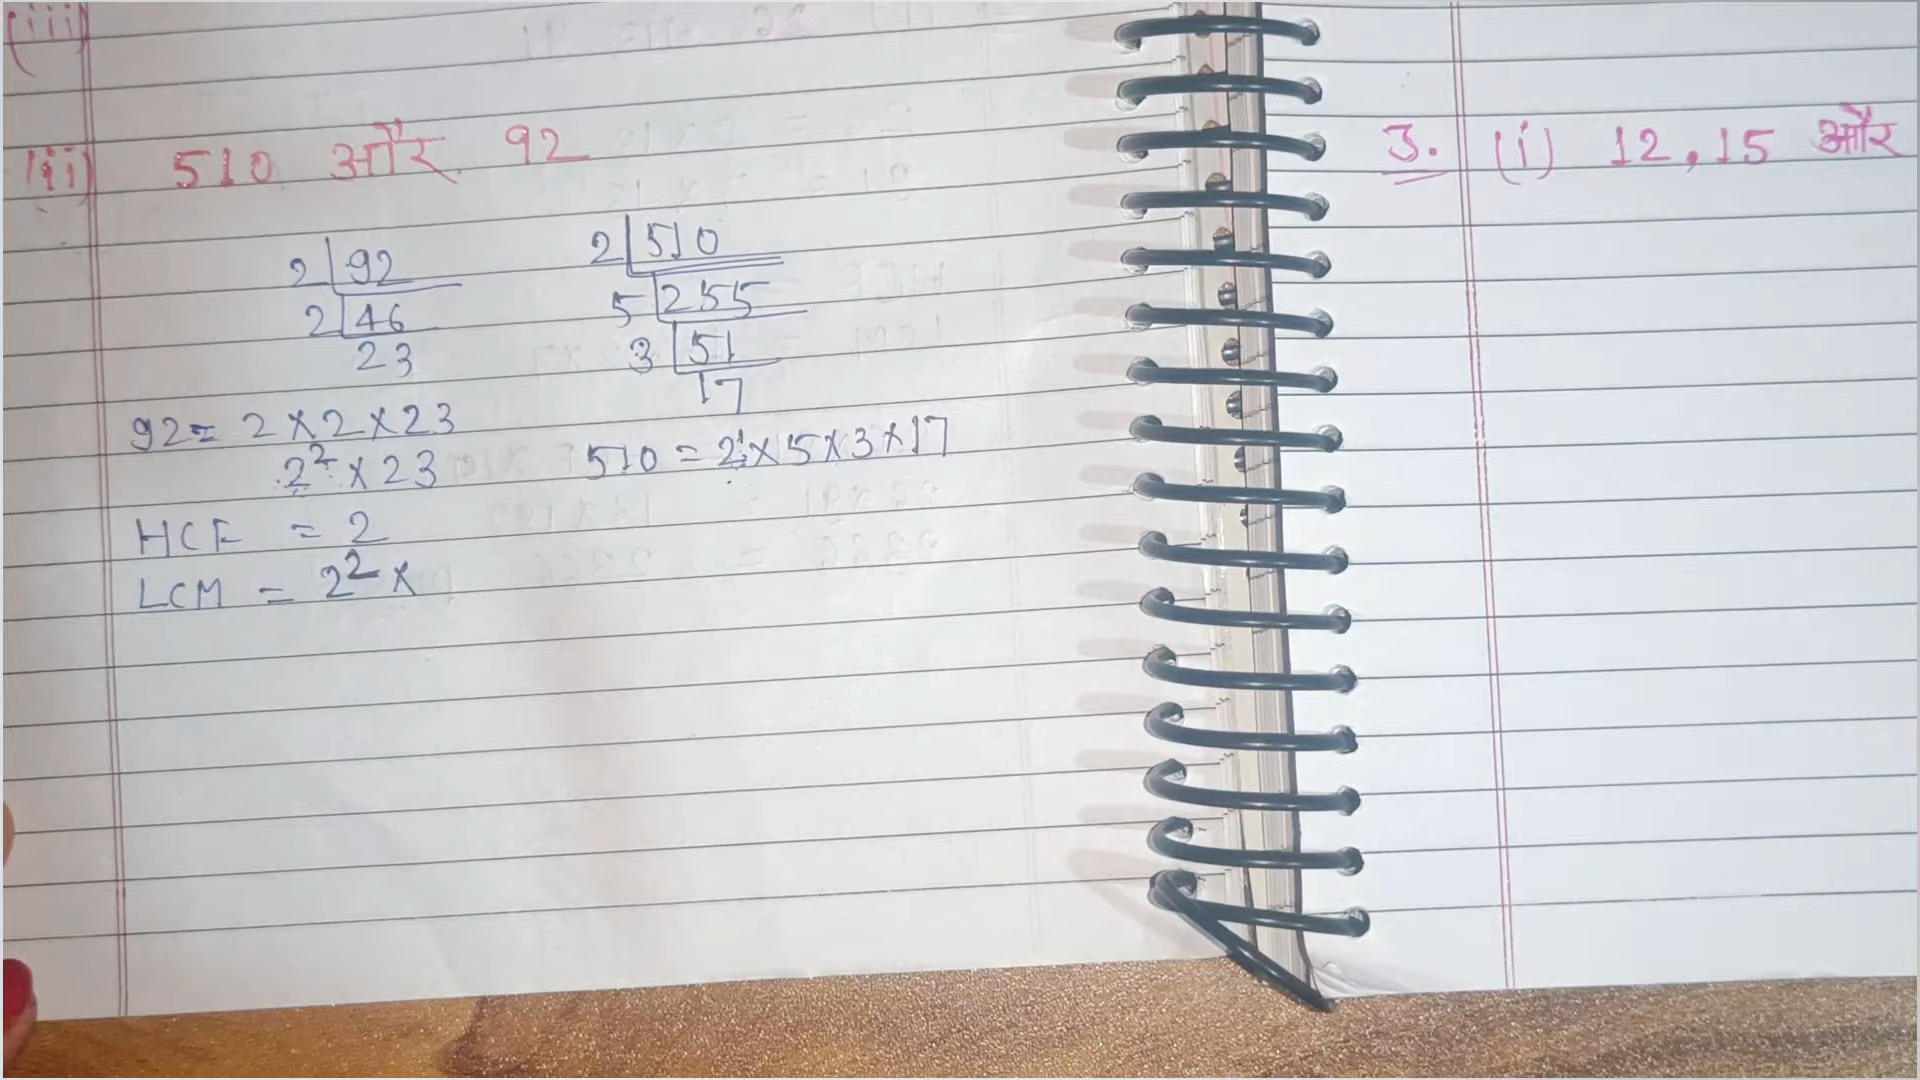 (iii)
(ii) 510 और 92
2 92
2 46
23
2 510
5 255
3 51
17
92 = 2 × 2 × 23
2² × 23
510 = 2¹ × 5 × 3 × 17
HCF = 2
LCM = 2² ×
3. (i) 12, 15 और